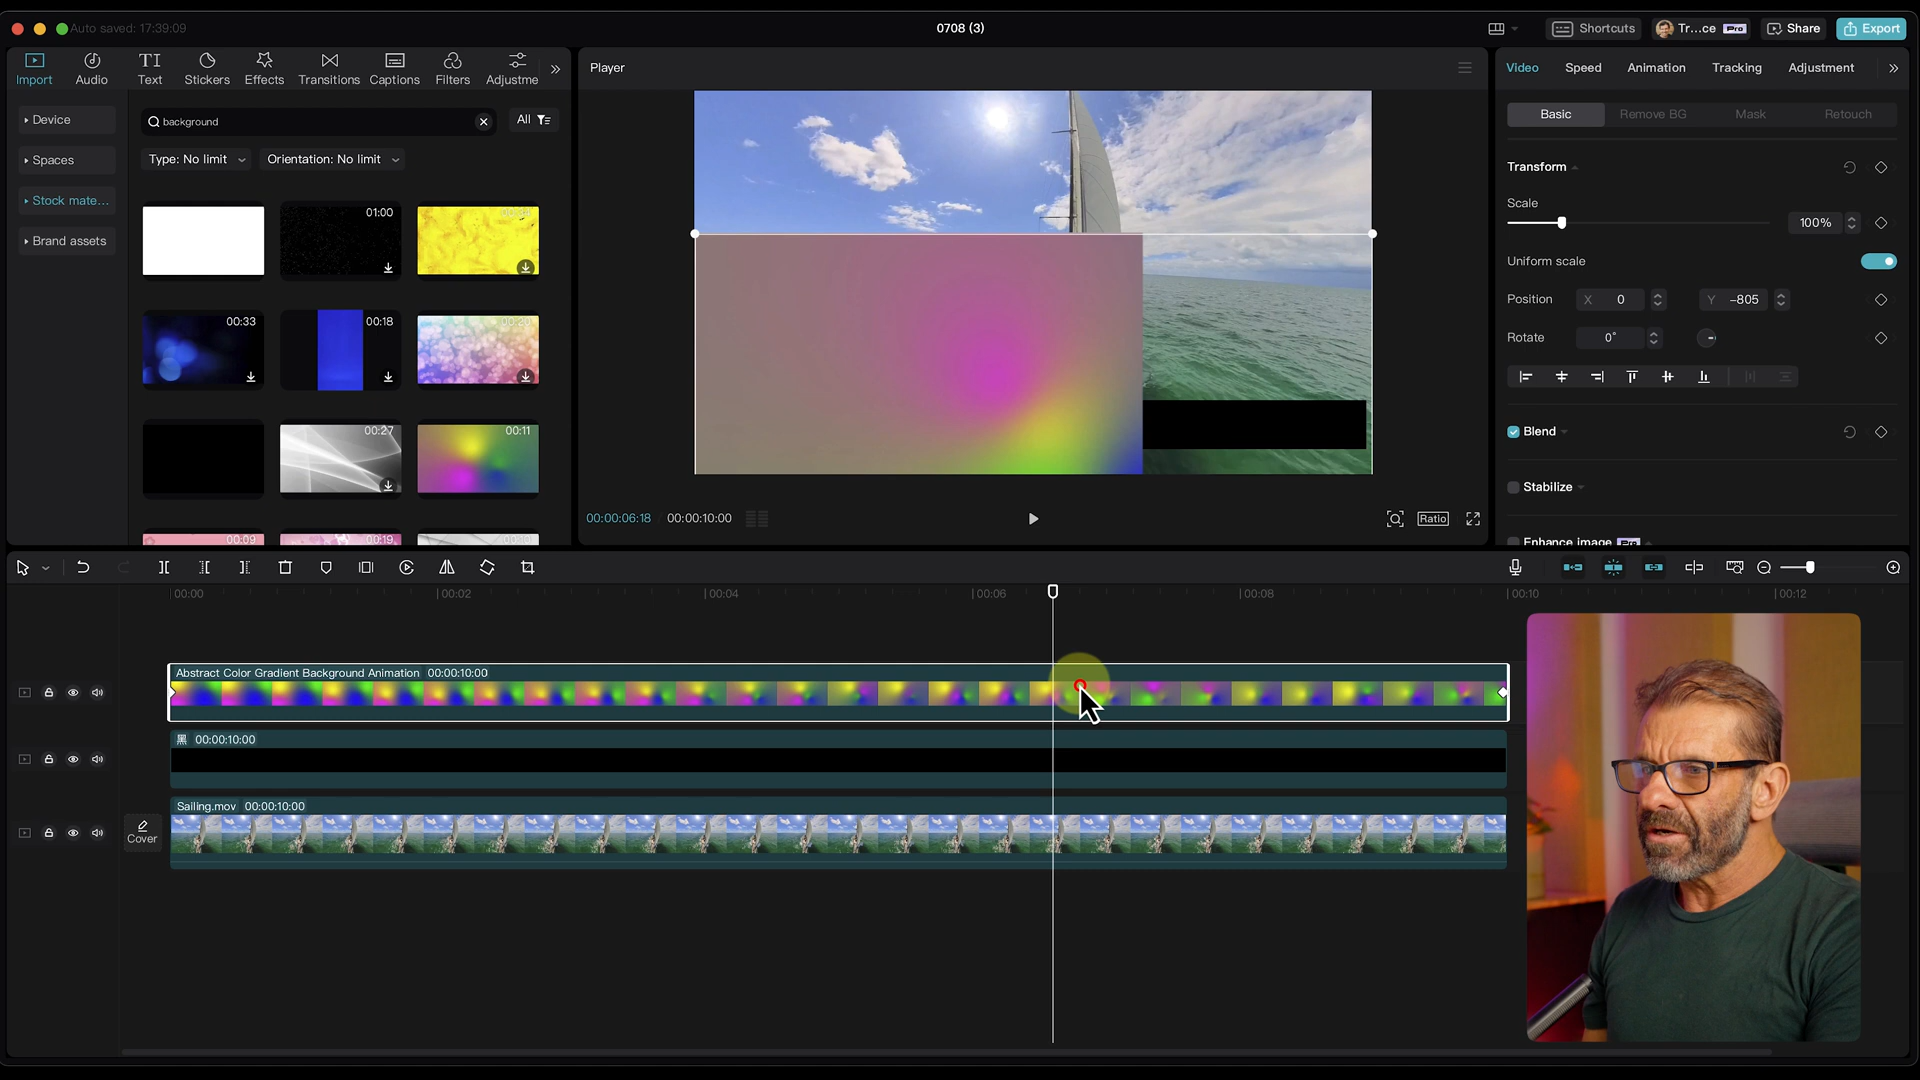 Auto saved: 17:39:09
0708 (3)
Shortcuts
Tr...ce Pro
Share
Export
Import
Audio
Text
Stickers
Effects
Transitions
Captions
Filters
Adjustme
Device
Spaces
Stock mate...
Brand assets
background
All
Type: No limit
Orientation: No limit
01:00
00:33
00:18
00:27
00:11
00:09
00:19
Player
00:00:06:18
00:00:10:00
Ratio
Video
Speed
Animation
Tracking
Adjustment
Basic
Remove BG
Mask
Retouch
Transform
Scale
100%
Uniform scale
Position
X 0
Y -805
Rotate
0°
Blend
Stabilize
Enhance image Pro
00:00
00:02
00:04
00:06
00:08
00:10
00:12
Abstract Color Gradient Background Animation 00:00:10:00
黑 00:00:10:00
Cover
Sailing.mov 00:00:10:00